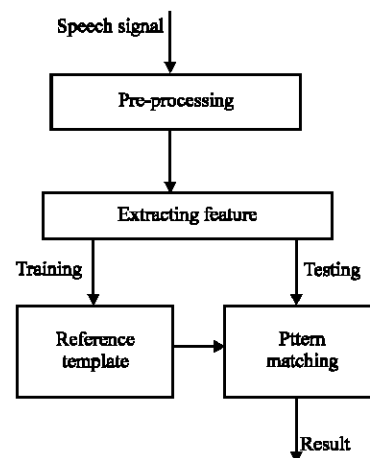 Speech signal
Pre-processing
Extracting feature
Training
Testing
Reference
template
Pttern
matching
Result